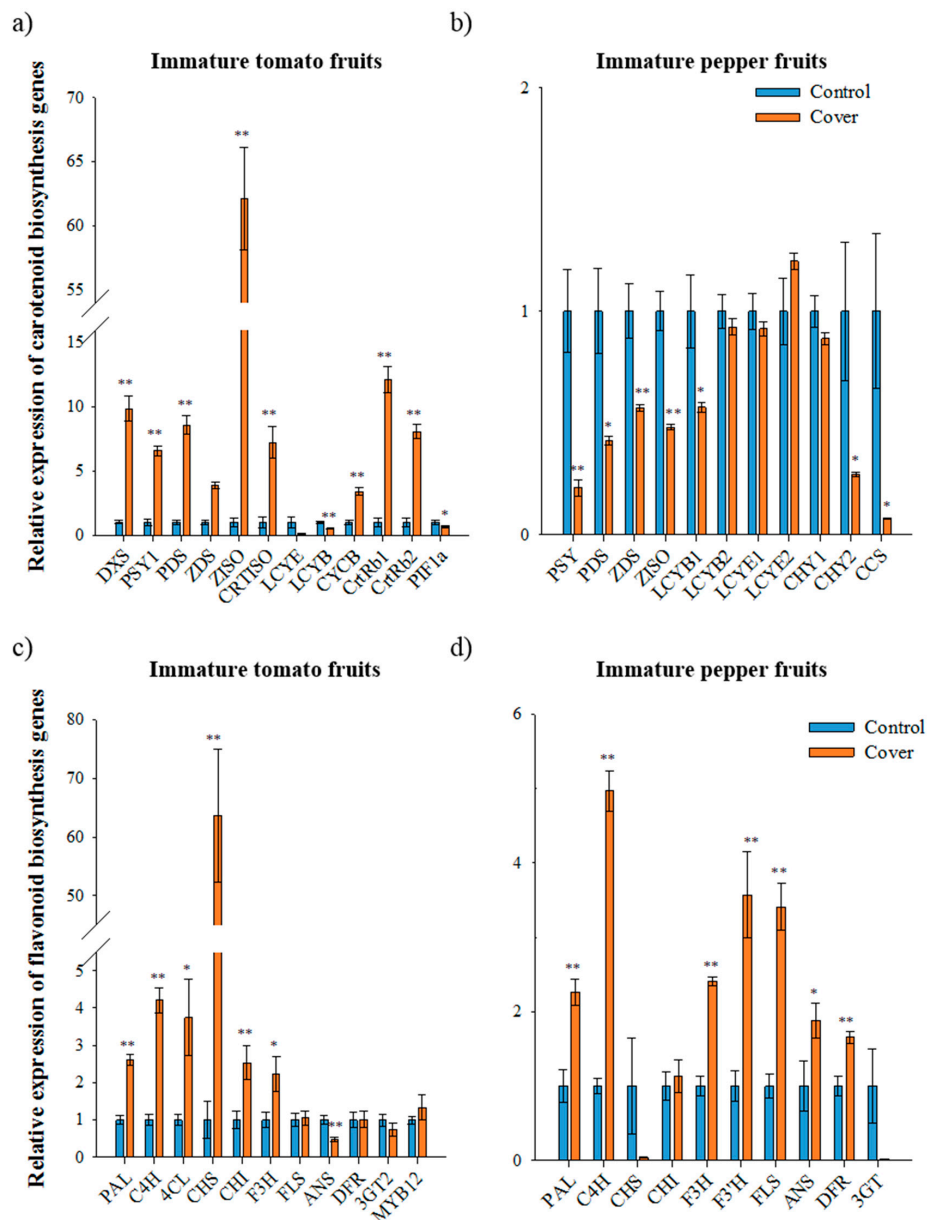 a)
Immature tomato fruits
Relative expression of carotenoid biosynthesis genes
70
65
60
55
15
10
5
0
** ** ** ** ** ** ** ** ** *
DXS PSY1 PDS ZDS ZISO CRTISO LCYE LCYB CYCB CrtRb1 CrtRb2 PIF1a
b)
Immature pepper fruits
Control
Cover
2
1
0
** * ** ** * * *
PSY PDS ZDS ZISO LCYB1 LCYB2 LCYE1 LCYE2 CHY1 CHY2 CCS
c)
Immature tomato fruits
Relative expression of flavonoid biosynthesis genes
80
70
60
50
5
4
3
2
1
0
** ** * ** ** * **
PAL C4H 4CL CHS CHI F3H FLS ANS DFR 3GT2 MYB12
d)
Immature pepper fruits
Control
Cover
6
4
2
0
** ** ** ** ** * **
PAL C4H CHS CHI F3H F'3H FLS ANS DFR 3GT